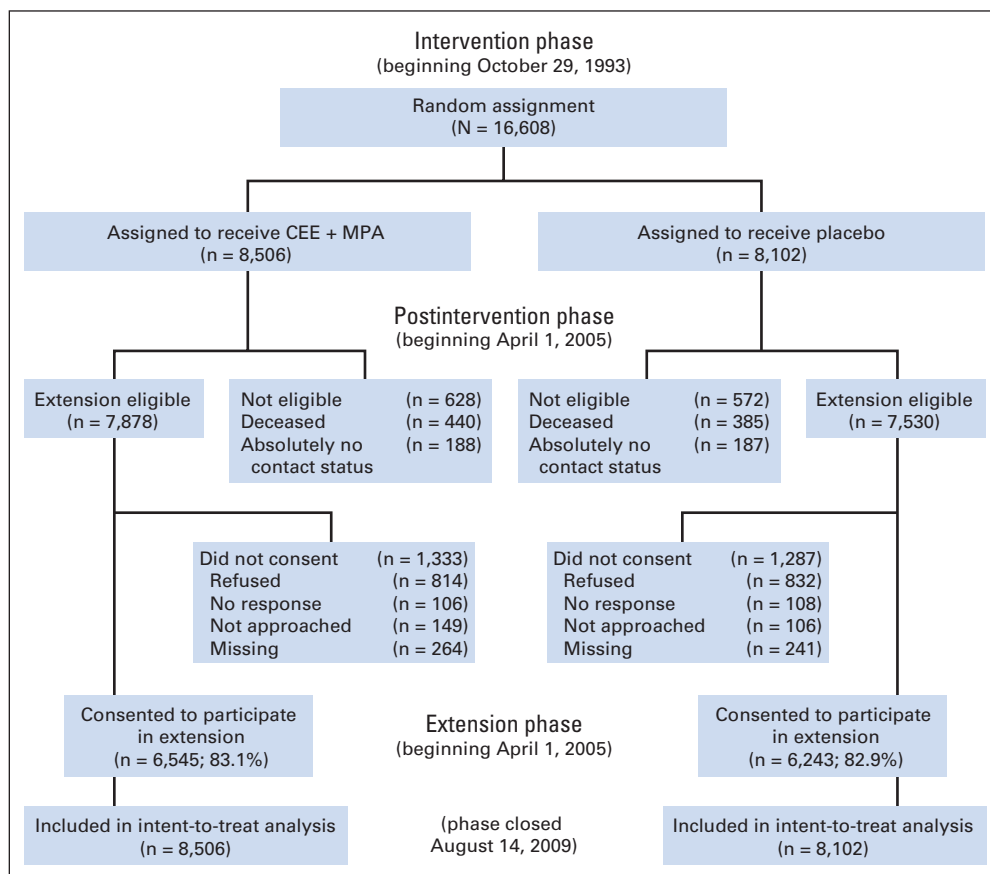 Intervention phase
(beginning October 29, 1993)
Random assignment
(N = 16,608)
Assigned to receive CEE + MPA
(n = 8,506)
Assigned to receive placebo
(n = 8,102)
Postintervention phase
(beginning April 1, 2005)
Extension eligible
(n = 7,878)
Not eligible (n = 628)
Deceased (n = 440)
Absolutely no (n = 188)
contact status
Not eligible (n = 572)
Deceased (n = 385)
Absolutely no (n = 187)
contact status
Extension eligible
(n = 7,530)
Did not consent (n = 1,333)
Refused (n = 814)
No response (n = 106)
Not approached (n = 149)
Missing (n = 264)
Did not consent (n = 1,287)
Refused (n = 832)
No response (n = 108)
Not approached (n = 106)
Missing (n = 241)
Consented to participate
in extension
(n = 6,545; 83.1%)
Extension phase
(beginning April 1, 2005)
Consented to participate
in extension
(n = 6,243; 82.9%)
Included in intent-to-treat analysis
(n = 8,506)
(phase closed
August 14, 2009)
Included in intent-to-treat analysis
(n = 8,102)